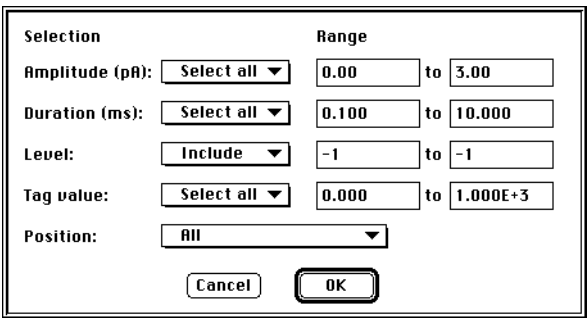 Selection Range
Amplitude (pA): Select all 0.00 to 3.00
Duration (ms): Select all 0.100 to 10.000
Level: Include -1 to -1
Tag value: Select all 0.000 to 1.000E+3
Position: All
Cancel OK